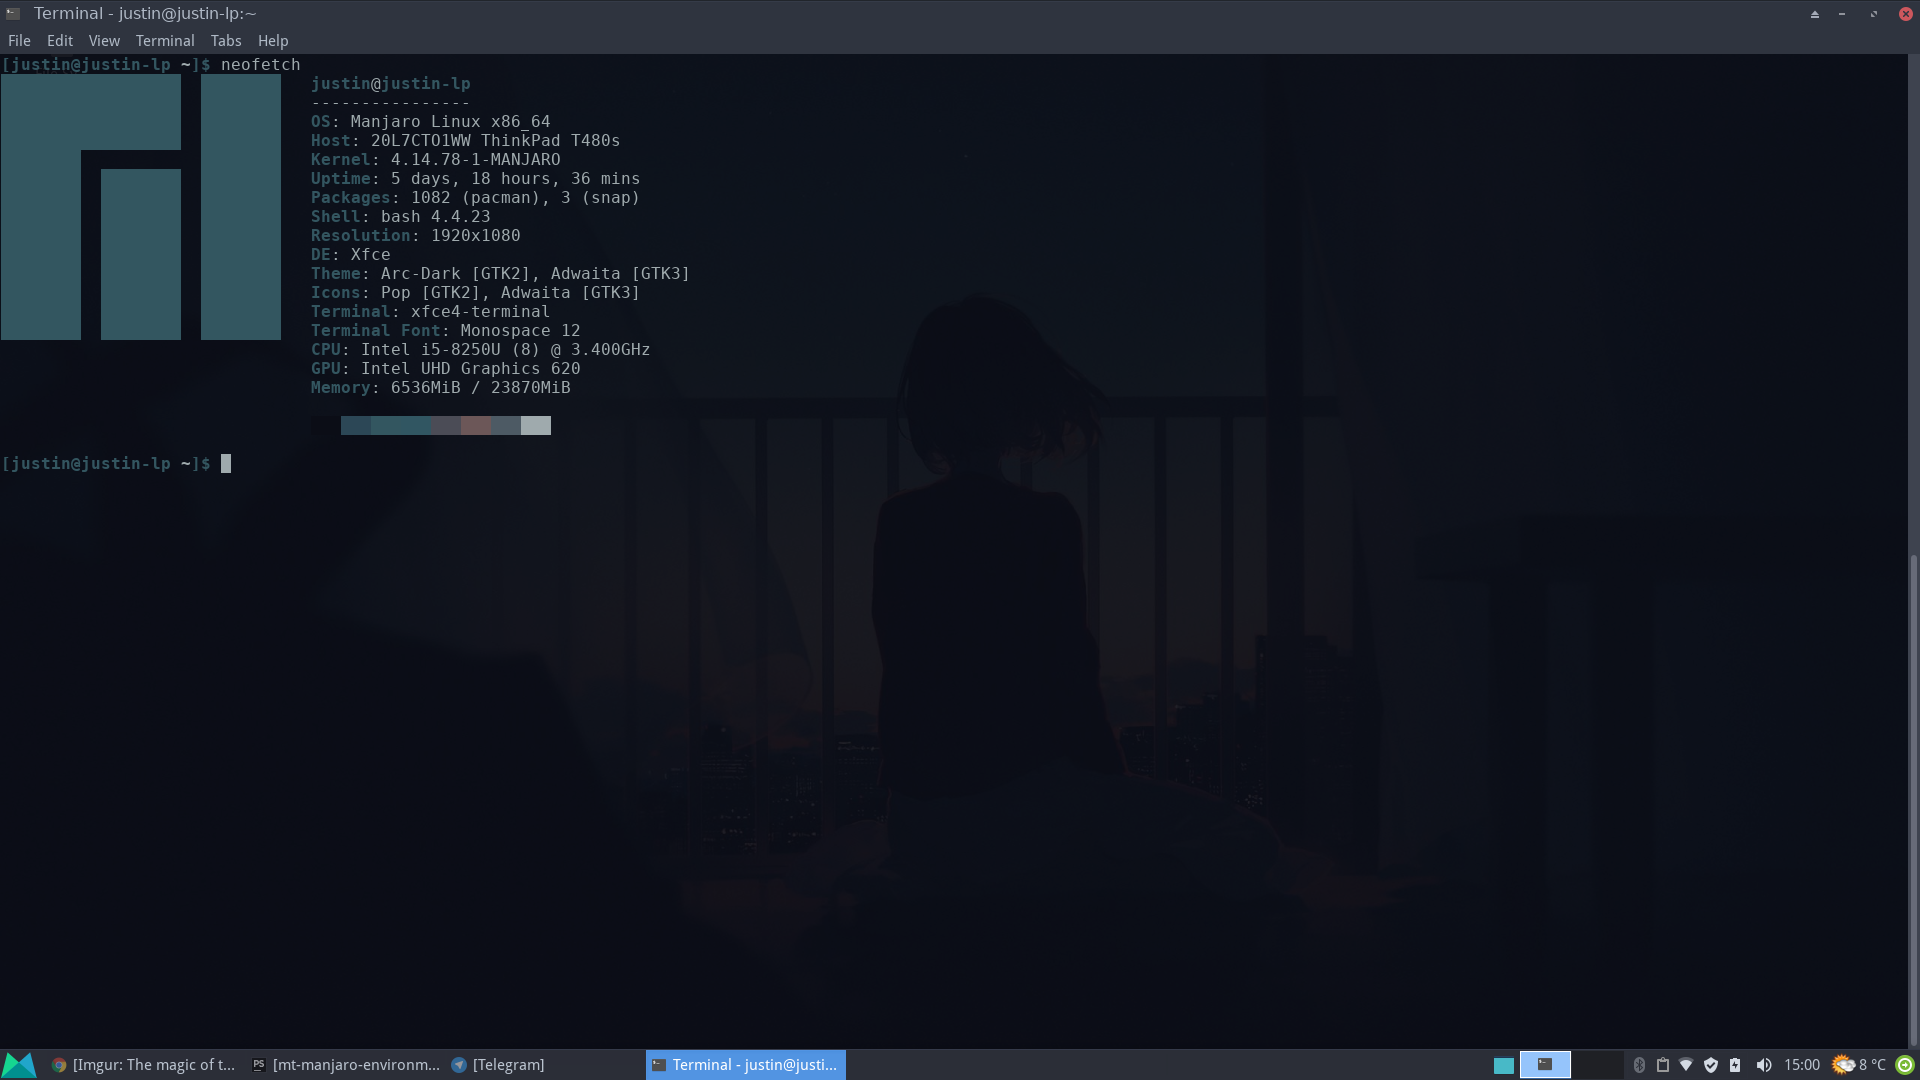 Terminal - justin@justin-lp:~
File Edit View Terminal Tabs Help
[justin@justin-lp ~]$ neofetch
justin@justin-lp
----------------
OS: Manjaro Linux x86_64
Host: 20L7CTO1WW ThinkPad T480s
Kernel: 4.14.78-1-MANJARO
Uptime: 5 days, 18 hours, 36 mins
Packages: 1082 (pacman), 3 (snap)
Shell: bash 4.4.23
Resolution: 1920x1080
DE: Xfce
Theme: Arc-Dark [GTK2], Adwaita [GTK3]
Icons: Pop [GTK2], Adwaita [GTK3]
Terminal: xfce4-terminal
Terminal Font: Monospace 12
CPU: Intel i5-8250U (8) @ 3.400GHz
GPU: Intel UHD Graphics 620
Memory: 6536MiB / 23870MiB
[justin@justin-lp ~]$
[Imgur: The magic of t... PS [mt-manjaro-environm... [Telegram] Terminal - justin@justi... 15:00 8 °C